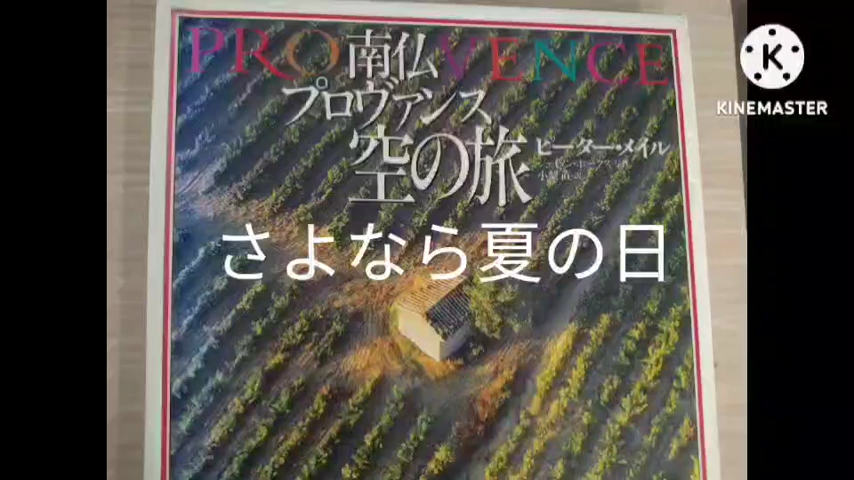 PROVENCE
南仏
プロヴァンス
空の旅
ピーター・メイル
さよなら夏の日
KINEMASTER